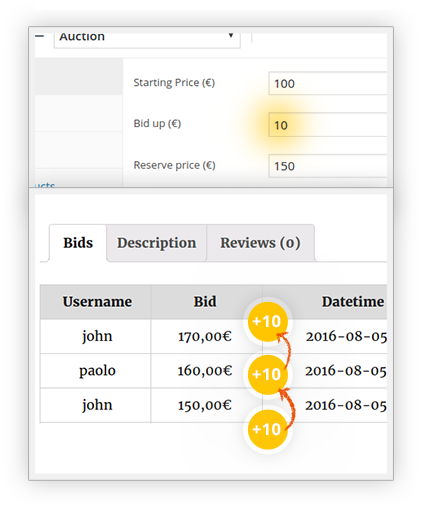 Auction
Starting Price (€) 100
Bid up (€) 10
Reserve price (€) 150
ucts
Bids Description Reviews (0)
Username Bid Datetime
+10
john 170,00€ 2016-08-05
+10
paolo 160,00€ 2016-08-05
john 150,00€ 2016-08-05
+10